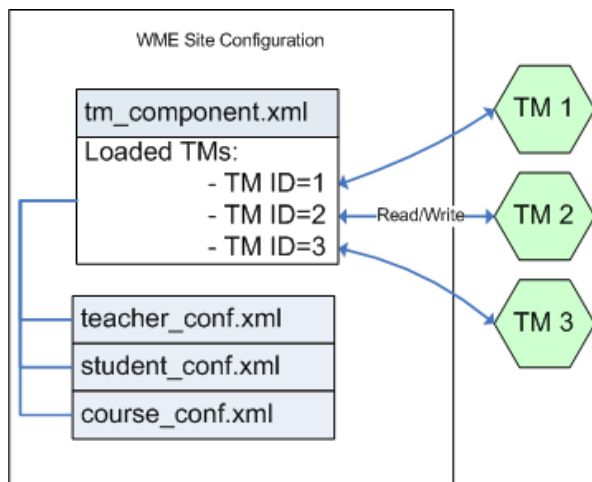 WME Site Configuration
tm_component.xml
Loaded TMs:
- TM ID=1
- TM ID=2
- TM ID=3
Read/Write
TM 1
TM 2
TM 3
teacher_conf.xml
student_conf.xml
course_conf.xml